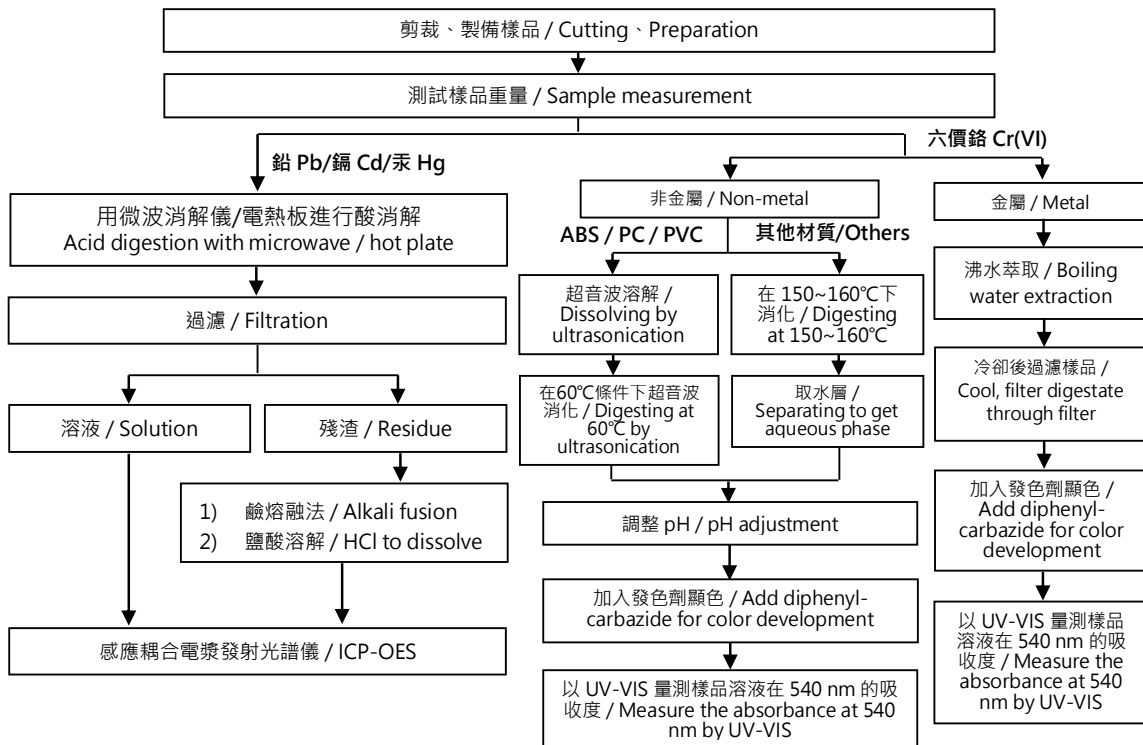 剪裁、製備樣品 / Cutting、Preparation
測試樣品重量 / Sample measurement
鉛 Pb/鎘 Cd/汞 Hg
用微波消解儀/電熱板進行酸消解
Acid digestion with microwave / hot plate
過濾 / Filtration
溶液 / Solution
殘渣 / Residue
1) 鹼熔融法 / Alkali fusion
2) 鹽酸溶解 / HCl to dissolve
感應耦合電漿發射光譜儀 / ICP-OES
六價鉻 Cr(VI)
非金屬 / Non-metal
ABS / PC / PVC
超音波溶解 /
Dissolving by
ultrasonication
在60℃條件下超音波
消化 / Digesting at
60℃ by
ultrasonication
其他材質/Others
在 150~160℃下
消化 / Digesting
at 150~160℃
取水層 /
Separating to get
aqueous phase
調整 pH / pH adjustment
加入發色劑顯色 / Add diphenyl-
carbazide for color development
以 UV-VIS 量測樣品溶液在 540 nm 的吸
收度 / Measure the absorbance at 540
nm by UV-VIS
金屬 / Metal
沸水萃取 / Boiling
water extraction
冷卻後過濾樣品 /
Cool, filter digestate
through filter
加入發色劑顯色 /
Add diphenyl-
carbazide for color
development
以 UV-VIS 量測樣品
溶液在 540 nm 的吸
收度 / Measure the
absorbance at 540
nm by UV-VIS